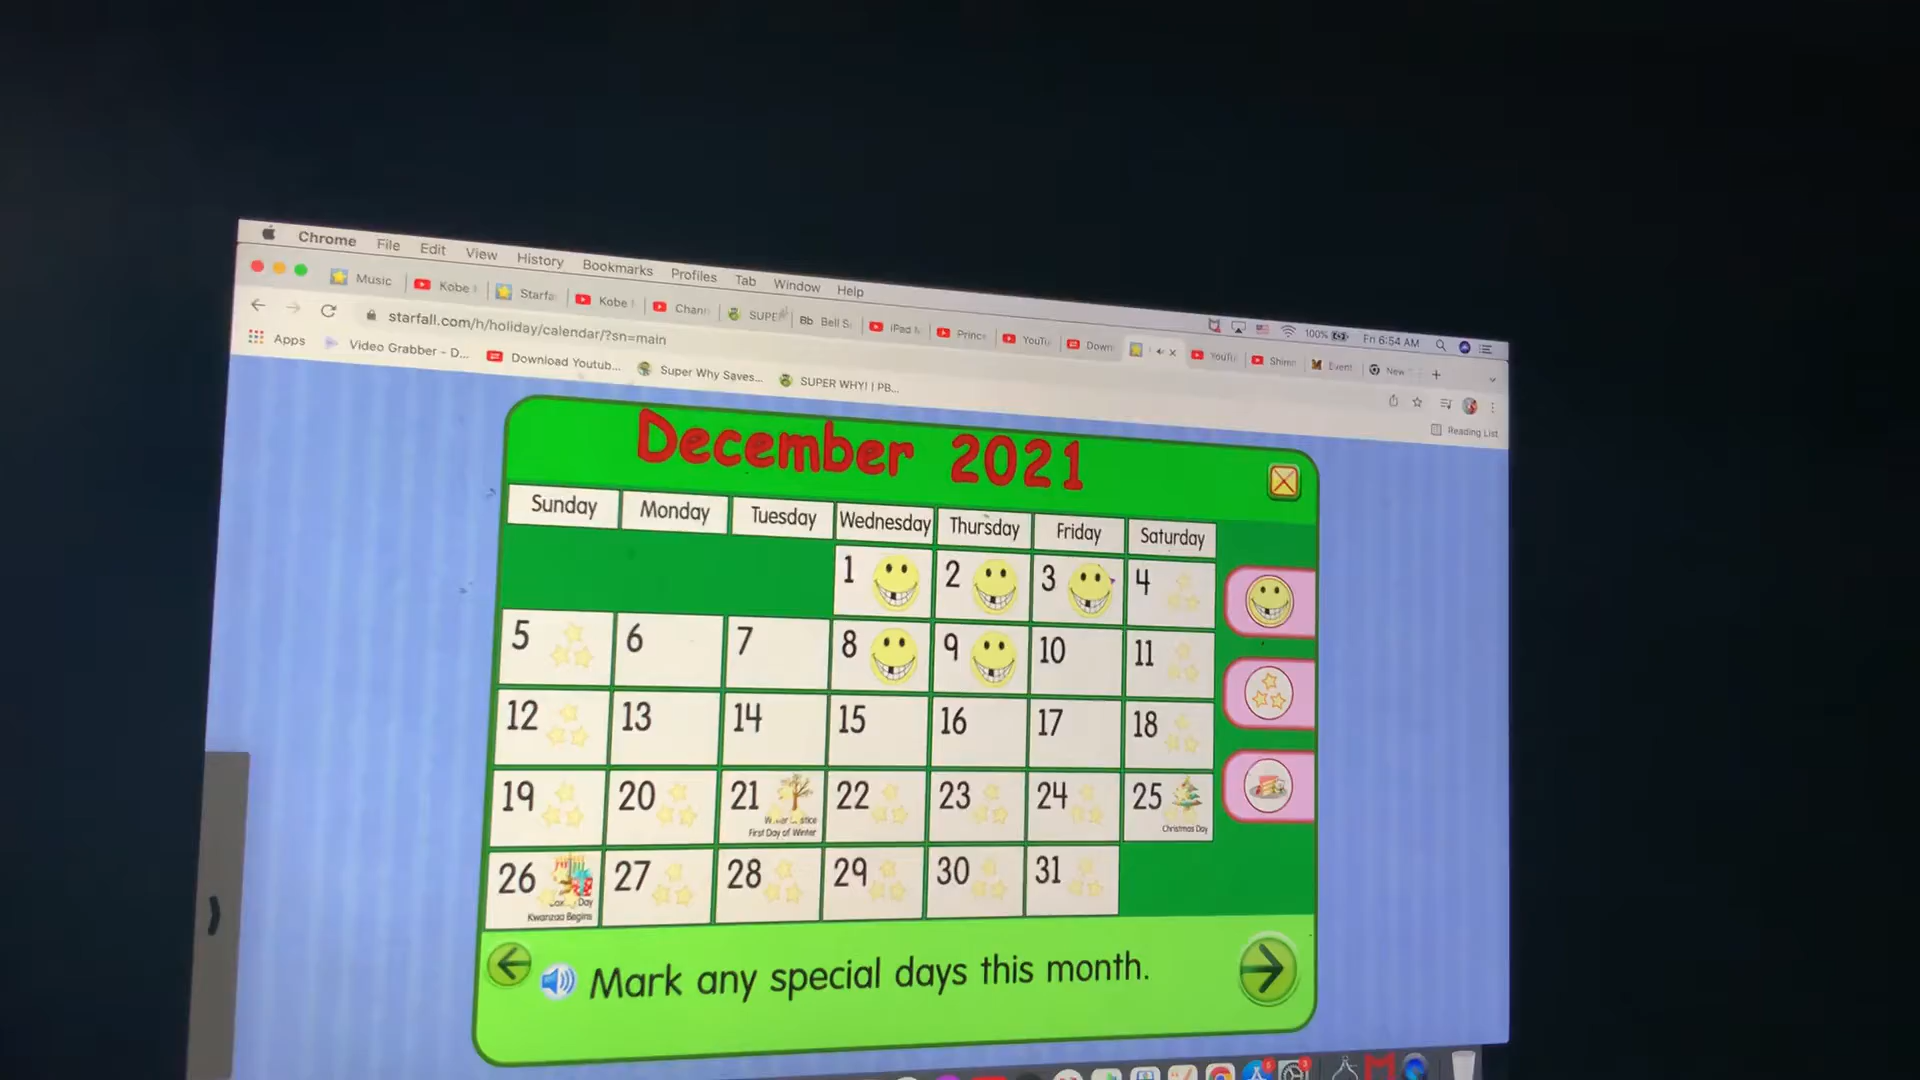 Chrome File Edit View History Bookmarks Profiles Tab Window Help
100% Fri 6:54 AM
Music Kobe Starfa Kobe Chann SUPE Bb Bell S iPad Princ YouTu Down YouTu Shim Event New
starfall.com/h/holiday/calendar/?sn=main
Apps Video Grabber - D... Download Youtub... Super Why Saves... SUPER WHY! | PB...
Reading List
December 2021
Sunday Monday Tuesday Wednesday Thursday Friday Saturday
1 2 3 4
5 6 7 8 9 10 11
12 13 14 15 16 17 18
19 20 21 22 23 24 25
First Day of Winter
Christmas Day
26 27 28 29 30 31
Day
Kwanzaa Begins
Mark any special days this month.